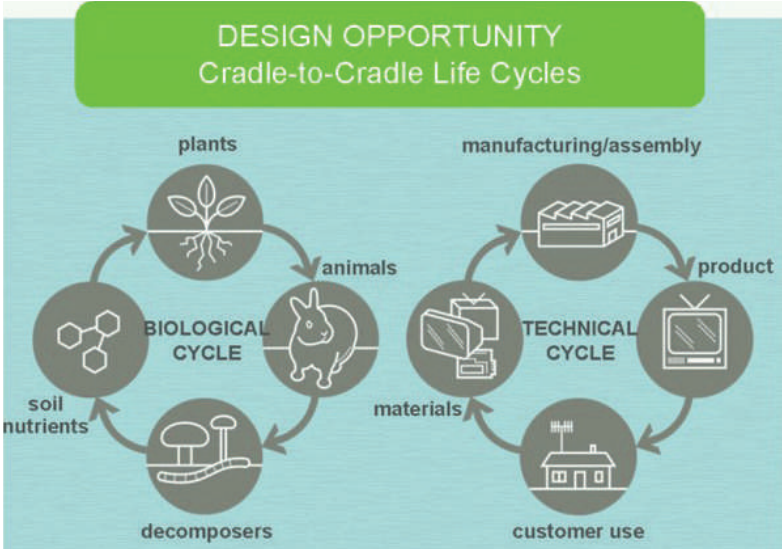 DESIGN OPPORTUNITY
Cradle-to-Cradle Life Cycles
plants
animals
BIOLOGICAL
CYCLE
soil
nutrients
decomposers
manufacturing/assembly
product
TECHNICAL
CYCLE
materials
customer use